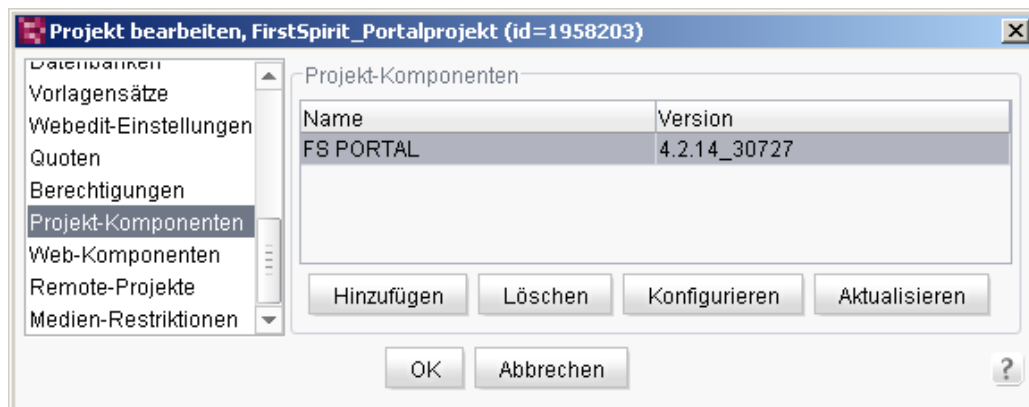 Projekt bearbeiten, FirstSpirit_Portalprojekt (id=1958203)
Datenbanken
Vorlagensätze
Webedit-Einstellungen
Quoten
Berechtigungen
Projekt-Komponenten
Web-Komponenten
Remote-Projekte
Medien-Restriktionen
Projekt-Komponenten
Name Version
FS PORTAL 4.2.14_30727
Hinzufügen Löschen Konfigurieren Aktualisieren
OK Abbrechen ?